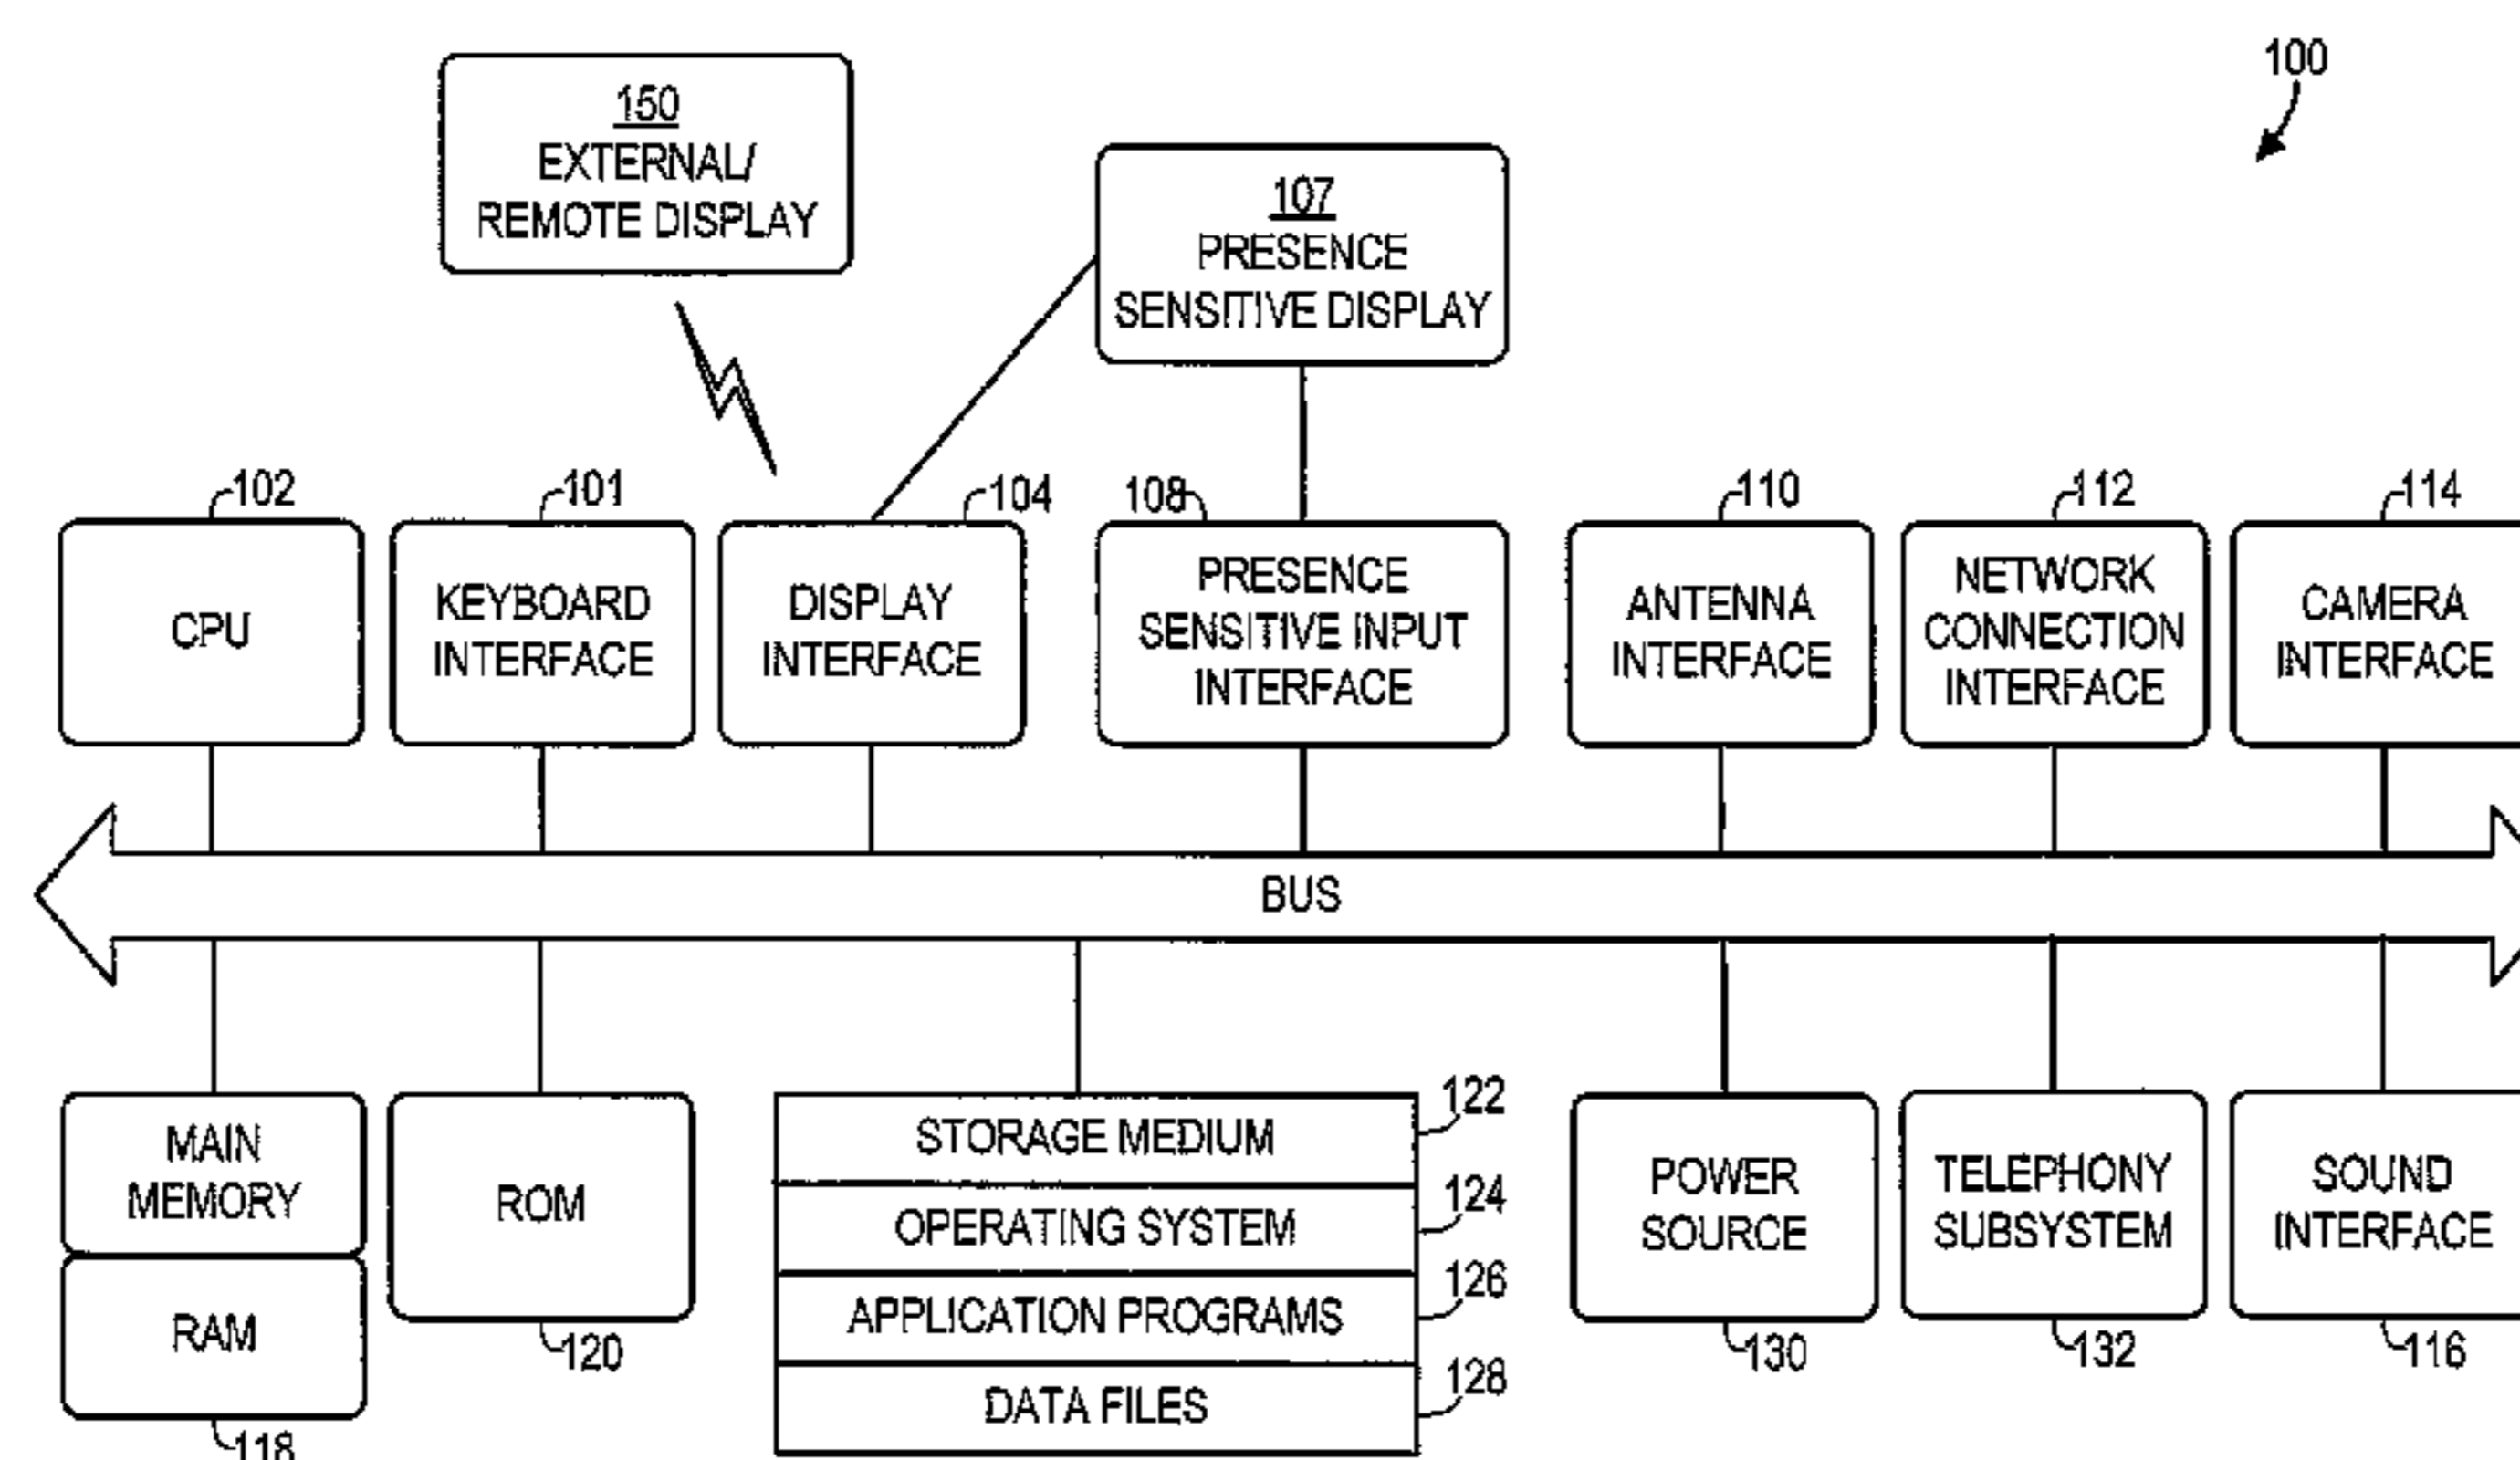 100
150
EXTERNAL/
REMOTE DISPLAY
107
PRESENCE
SENSITIVE DISPLAY
102
101
104
108
110
112
114
CPU
KEYBOARD
INTERFACE
DISPLAY
INTERFACE
PRESENCE
SENSITIVE INPUT
INTERFACE
ANTENNA
INTERFACE
NETWORK
CONNECTION
INTERFACE
CAMERA
INTERFACE
BUS
MAIN
MEMORY
RAM
118
ROM
120
STORAGE MEDIUM
122
OPERATING SYSTEM
124
APPLICATION PROGRAMS
126
DATA FILES
128
POWER
SOURCE
130
TELEPHONY
SUBSYSTEM
132
SOUND
INTERFACE
116